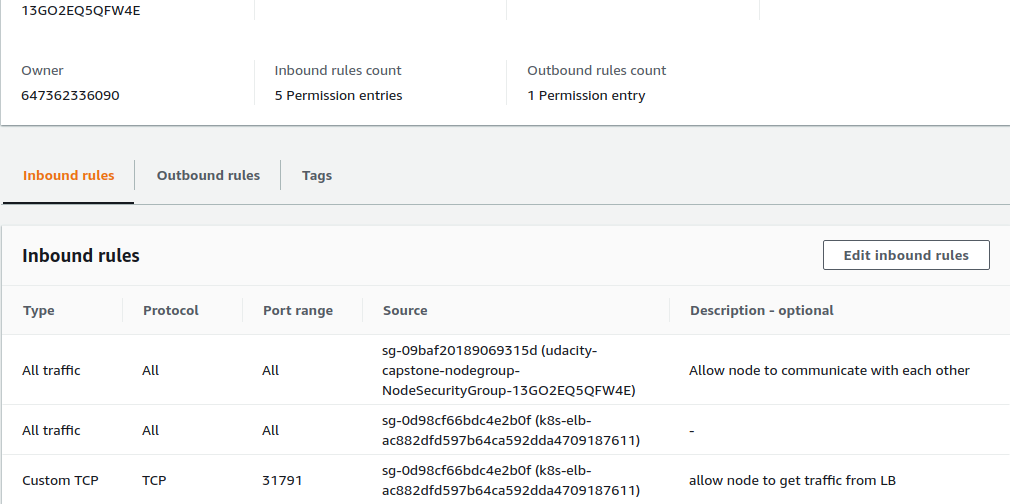 13GO2EQ5QFW4E
Owner
Inbound rules count
Outbound rules count
647362336090
5 Permission entries
1 Permission entry
Inbound rules
Outbound rules
Tags
Inbound rules
Edit inbound rules
Type
Protocol
Port range
Source
Description - optional
All traffic
All
All
sg-09baf20189069315d (udacity-
capstone-nodegroup-
NodeSecurityGroup-13GO2EQ5QFW4E)
Allow node to communicate with each other
All traffic
All
All
sg-0d98cf66bdc4e2b0f (k8s-elb-
ac882dfd597b64ca592dda4709187611)
-
Custom TCP
TCP
31791
sg-0d98cf66bdc4e2b0f (k8s-elb-
ac882dfd597b64ca592dda4709187611)
allow node to get traffic from LB